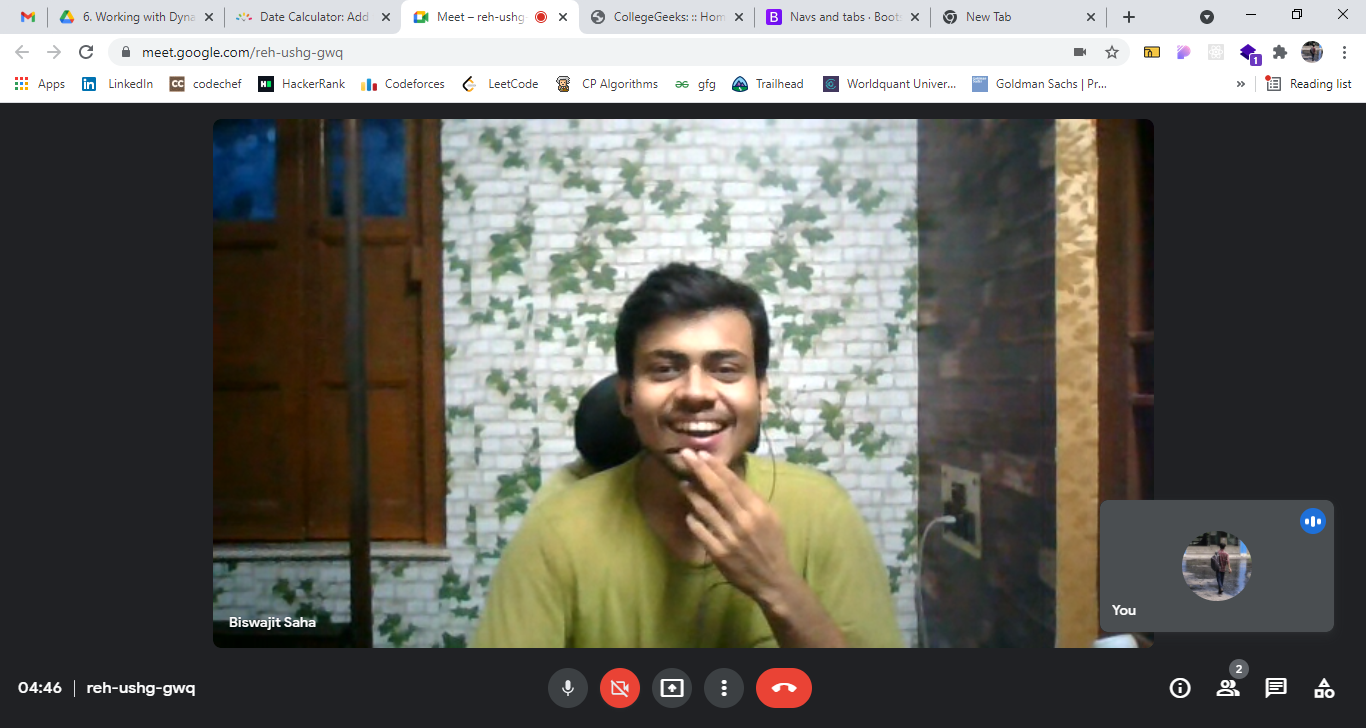 6. Working with Dyna
Date Calculator: Add
Meet – reh-ushg
CollegeGeeks: :: Hom
Navs and tabs · Boots
New Tab
meet.google.com/reh-ushg-gwq
1
Apps
LinkedIn
codechef
HackerRank
Codeforces
LeetCode
CP Algorithms
gfg
Trailhead
Worldquant Univer...
Goldman Sachs | Pr...
»
Reading list
Biswajit Saha
You
04:46 | reh-ushg-gwq
2